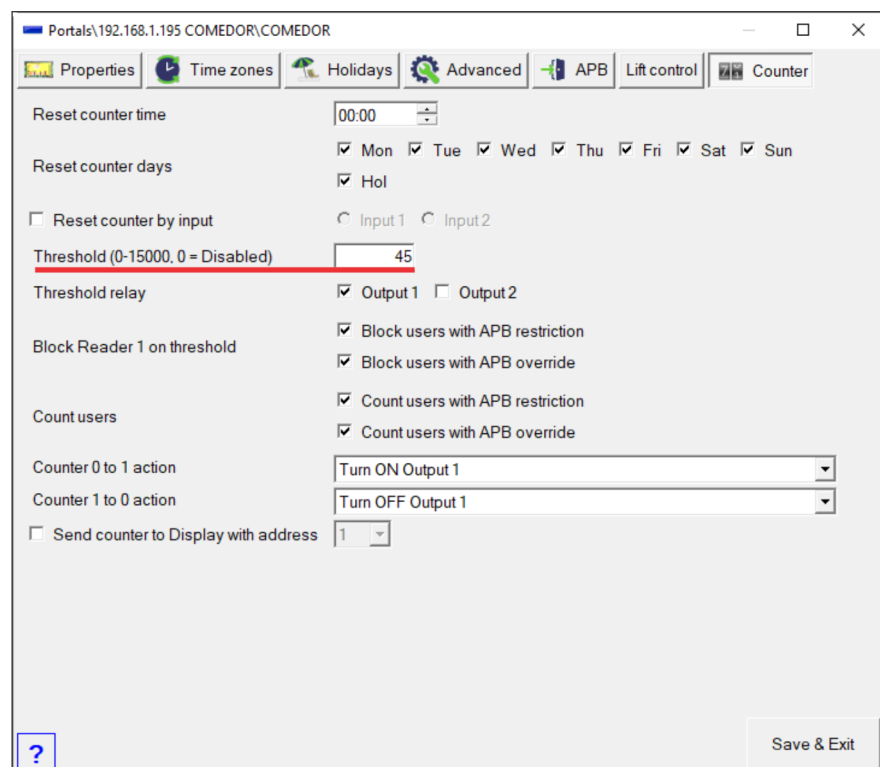 Portals\192.168.1.195 COMEDOR\COMEDOR
Properties Time zones Holidays Advanced APB Lift control Counter
Reset counter time 00:00
Reset counter days Mon Tue Wed Thu Fri Sat Sun
Hol
Reset counter by input Input 1 Input 2
Threshold (0-15000, 0 = Disabled) 45
Threshold relay Output 1 Output 2
Block Reader 1 on threshold Block users with APB restriction
Block users with APB override
Count users Count users with APB restriction
Count users with APB override
Counter 0 to 1 action Turn ON Output 1
Counter 1 to 0 action Turn OFF Output 1
Send counter to Display with address 1
? Save & Exit